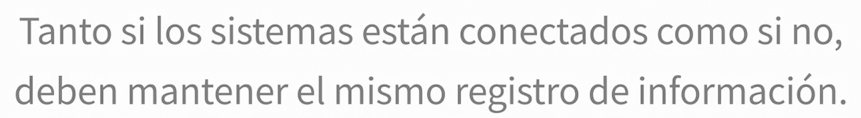 Tanto si los sistemas están conectados como si no,
deben mantener el mismo registro de información.